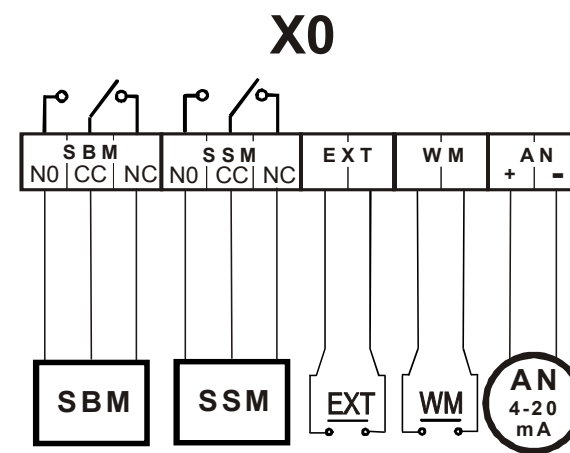 X0
SBM SSM EXT WM AN
N0 CC NC N0 CC NC + -
SBM SSM EXT WM AN
4-20
mA